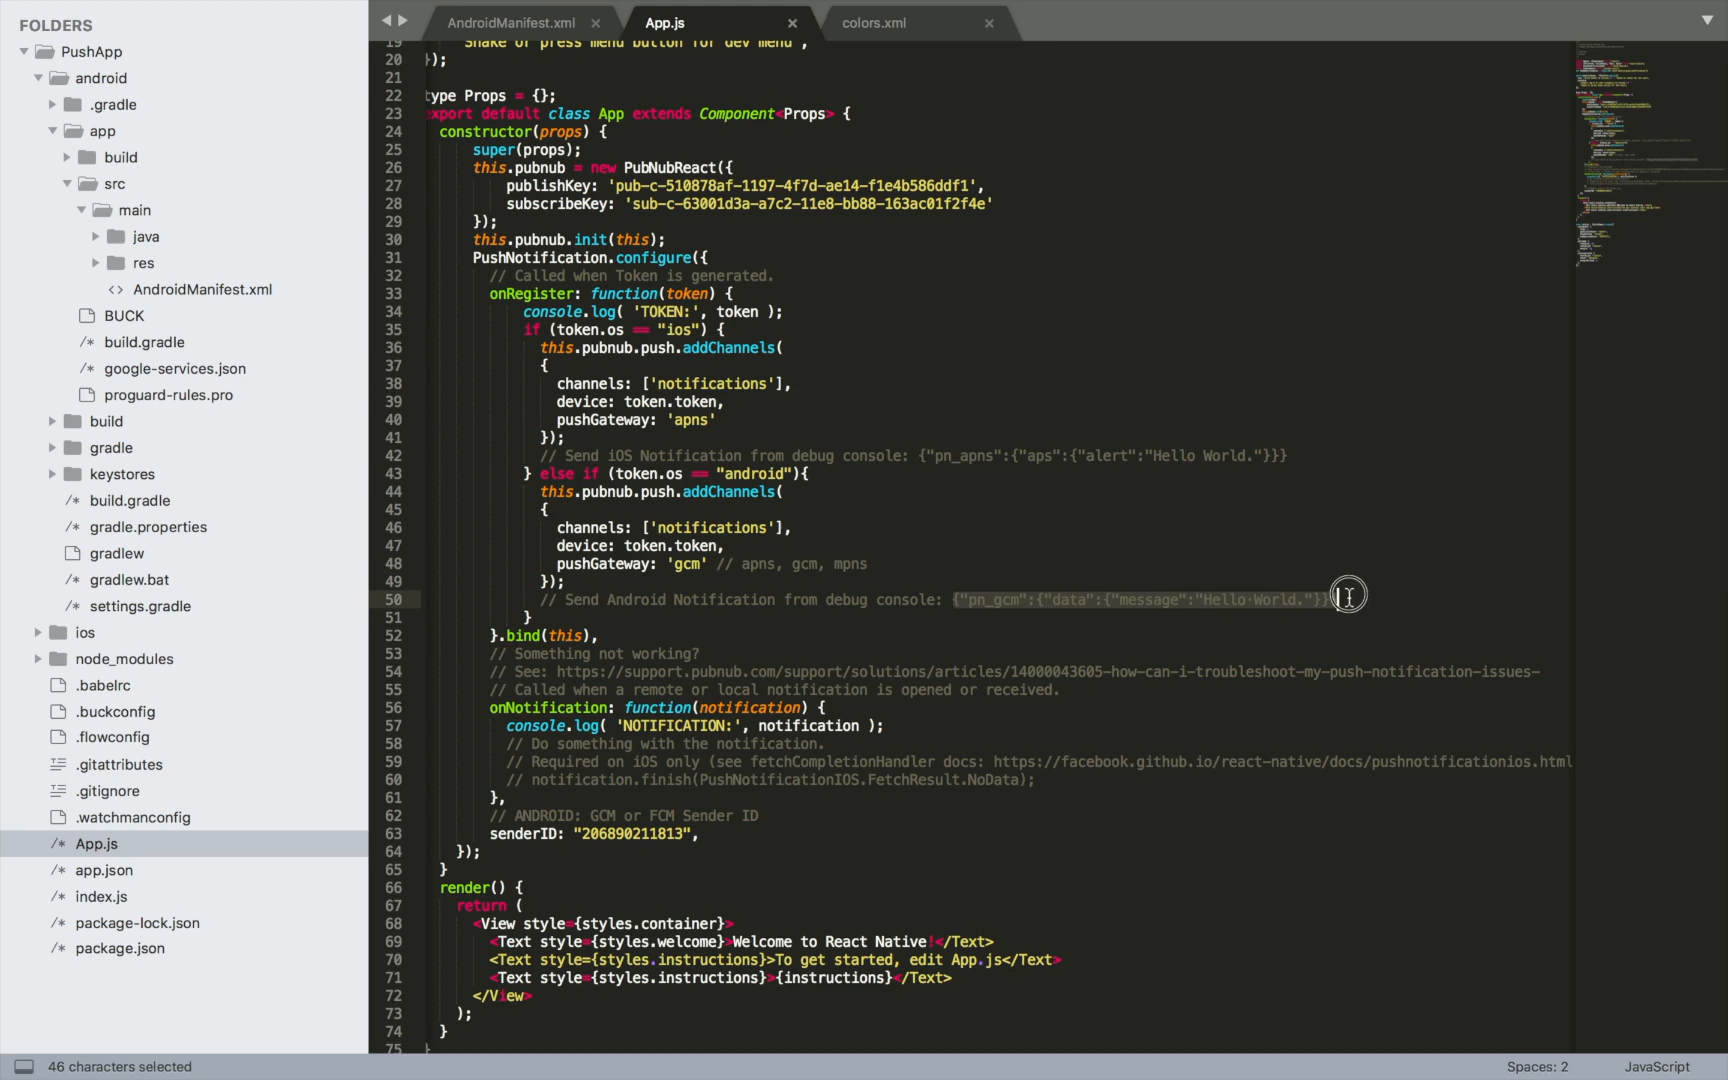 FOLDERS
PushApp
android
.gradle
app
build
src
main
java
res
<> AndroidManifest.xml
BUCK
/* build.gradle
/* google-services.json
proguard-rules.pro
build
gradle
keystores
/* build.gradle
/* gradle.properties
gradlew
/* gradlew.bat
/* settings.gradle
ios
node_modules
.babelrc
.buckconfig
.flowconfig
.gitattributes
.gitignore
.watchmanconfig
/* App.js
/* app.json
/* index.js
/* package-lock.json
/* package.json
AndroidManifest.xml × App.js × colors.xml ×
19 'Shake or press menu button for dev menu',
20 });
21
22 type Props = {};
23 export default class App extends Component<Props> {
24 constructor(props) {
25 super(props);
26 this.pubnub = new PubNubReact({
27 publishKey: 'pub-c-510878af-1197-4f7d-ae14-f1e4b586ddf1',
28 subscribeKey: 'sub-c-63001d3a-a7c2-11e8-bb88-163ac01f2f4e'
29 });
30 this.pubnub.init(this);
31 PushNotification.configure({
32 // Called when Token is generated.
33 onRegister: function(token) {
34 console.log( 'TOKEN:', token );
35 if (token.os == "ios") {
36 this.pubnub.push.addChannels(
37 {
38 channels: ['notifications'],
39 device: token.token,
40 pushGateway: 'apns'
41 });
42 // Send iOS Notification from debug console: {"pn_apns":{"aps":{"alert":"Hello World."}}}
43 } else if (token.os == "android"){
44 this.pubnub.push.addChannels(
45 {
46 channels: ['notifications'],
47 device: token.token,
48 pushGateway: 'gcm' // apns, gcm, mpns
49 });
50 // Send Android Notification from debug console: {"pn_gcm":{"data":{"message":"Hello·World."}}
51 }
52 }.bind(this),
53 // Something not working?
54 // See: https://support.pubnub.com/support/solutions/articles/14000043605-how-can-i-troubleshoot-my-push-notification-issues-
55 // Called when a remote or local notification is opened or received.
56 onNotification: function(notification) {
57 console.log( 'NOTIFICATION:', notification );
58 // Do something with the notification.
59 // Required on iOS only (see fetchCompletionHandler docs: https://facebook.github.io/react-native/docs/pushnotificationios.html
60 // notification.finish(PushNotificationIOS.FetchResult.NoData);
61 },
62 // ANDROID: GCM or FCM Sender ID
63 senderID: "206890211813",
64 });
65 }
66 render() {
67 return (
68 <View style={styles.container}>
69 <Text style={styles.welcome}>Welcome to React Native!</Text>
70 <Text style={styles.instructions}>To get started, edit App.js</Text>
71 <Text style={styles.instructions}>{instructions}</Text>
72 </View>
73 );
74 }
75 }
46 characters selected
Spaces: 2 JavaScript